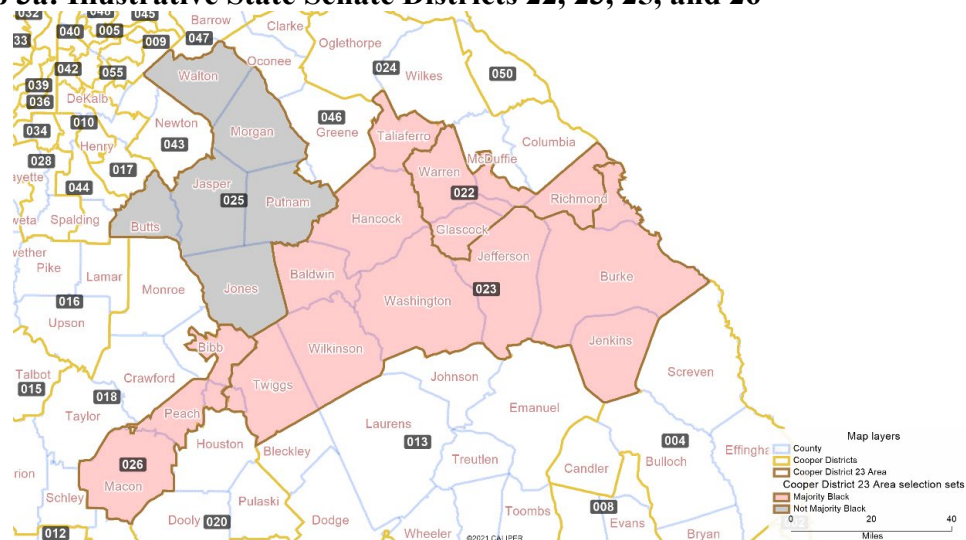 Illustrative State Senate Districts 22, 23, 25, and 26
032
045
Barrow
Clarke
040
005
33
009
047
Oglethorpe
Oconee
024
Wilkes
050
042
055
Walton
039
036
DeKalb
010
Newton
Morgan
046
Greene
Taliaferro
Columbia
034
043
Henry
McDuffie
Warren
028
017
Jasper
022
Richmond
ayette
025
Putnam
044
Hancock
weta
Spalding
Butts
Glascock
Jefferson
wether
Pike
Lamar
Baldwin
Burke
Monroe
Jones
023
Washington
016
Upson
Wilkinson
Jenkins
Bibb
Talbot
015
Crawford
Johnson
Screven
018
Twiggs
Taylor
Peach
Emanuel
Laurens
Houston
013
004
Bleckley
Bulloch
Effingha
026
Treutlen
Candler
Macon
rion
Schley
Pulaski
Toombs
008
Dooly
020
Dodge
Evans
012
Wheeler
©2021 CALIPER
Bryan
Map layers
County
Cooper Districts
Cooper District 23 Area
Cooper District 23 Area selection sets
Majority Black
Not Majority Black
0 20 40
Miles